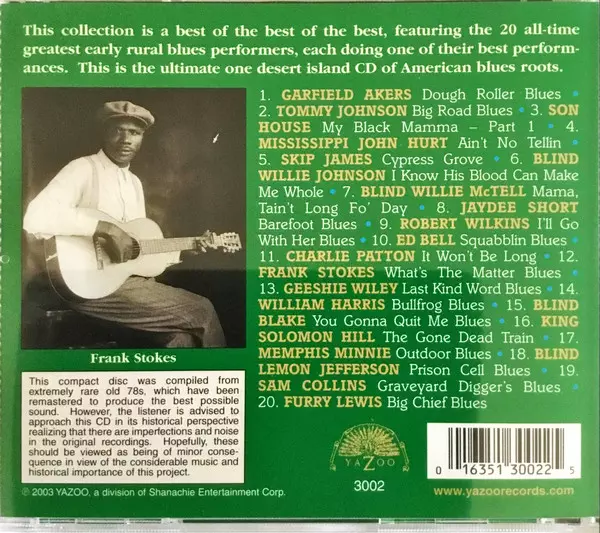 This collection is a best of the best of the best, featuring the 20 all-time
greatest early rural blues performers, each doing one of their best perform-
ances. This is the ultimate one desert island CD of American blues roots.
1. GARFIELD AKERS Dough Roller Blues •
2. TOMMY JOHNSON Big Road Blues • 3. SON
HOUSE My Black Mamma – Part 1 • 4.
MISSISSIPPI JOHN HURT Ain't No Tellin •
5. SKIP JAMES Cypress Grove • 6. BLIND
WILLIE JOHNSON I Know His Blood Can Make
Me Whole • 7. BLIND WILLIE McTELL Mama,
Tain't Long Fo' Day • 8. JAYDEE SHORT
Barefoot Blues • 9. ROBERT WILKINS I'll Go
With Her Blues • 10. ED BELL Squabblin Blues •
11. CHARLIE PATTON It Won't Be Long • 12.
FRANK STOKES What's The Matter Blues •
13. GEESHIE WILEY Last Kind Word Blues • 14.
WILLIAM HARRIS Bullfrog Blues • 15. BLIND
BLAKE You Gonna Quit Me Blues • 16. KING
SOLOMON HILL The Gone Dead Train • 17.
MEMPHIS MINNIE Outdoor Blues • 18. BLIND
LEMON JEFFERSON Prison Cell Blues • 19.
SAM COLLINS Graveyard Digger's Blues •
20. FURRY LEWIS Big Chief Blues
Frank Stokes
This compact disc was compiled from
extremely rare old 78s, which have been
remastered to produce the best possible
sound. However, the listener is advised to
approach this CD in its historical perspective
realizing that there are imperfections and noise
in the original recordings. Hopefully, these
should be viewed as being of minor conse-
quence in view of the considerable music and
historical importance of this project.
YAZOO
3002
0 16351 30022 5
℗ © 2003 YAZOO, a division of Shanachie Entertainment Corp.
www.yazoorecords.com